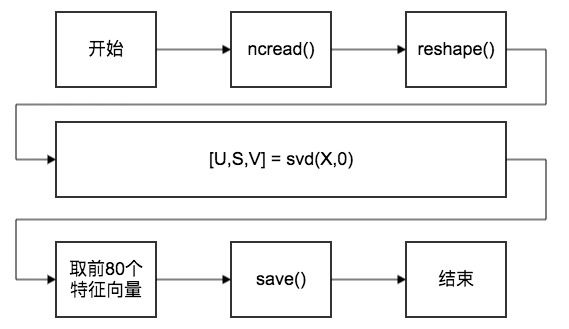 开始
ncread()
reshape()
[U,S,V] = svd(X,0)
取前80个
特征向量
save()
结束